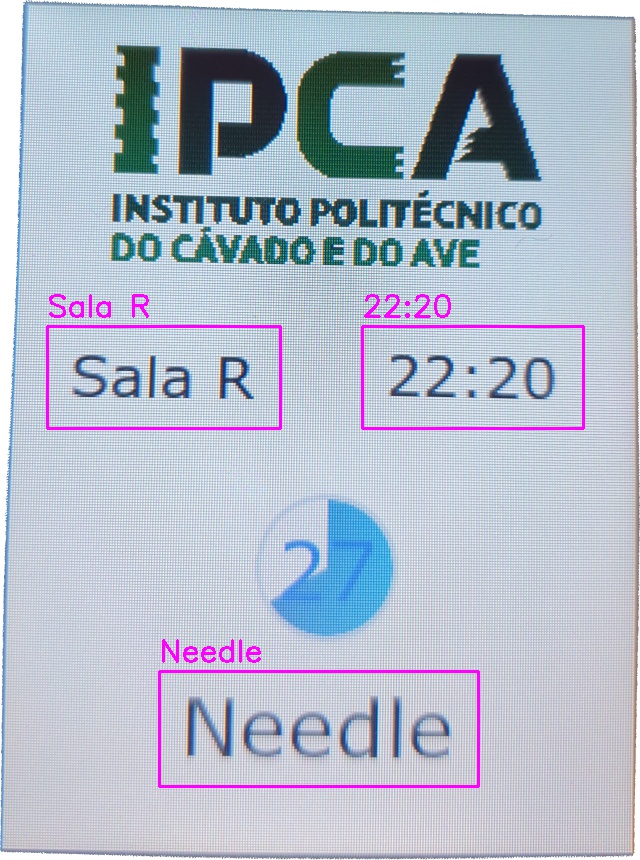 IPCA
INSTITUTO POLITÉCNICO
DO CÁVADO E DO AVE
Sala R 22:20
Sala R 22:20
27
Needle
Needle